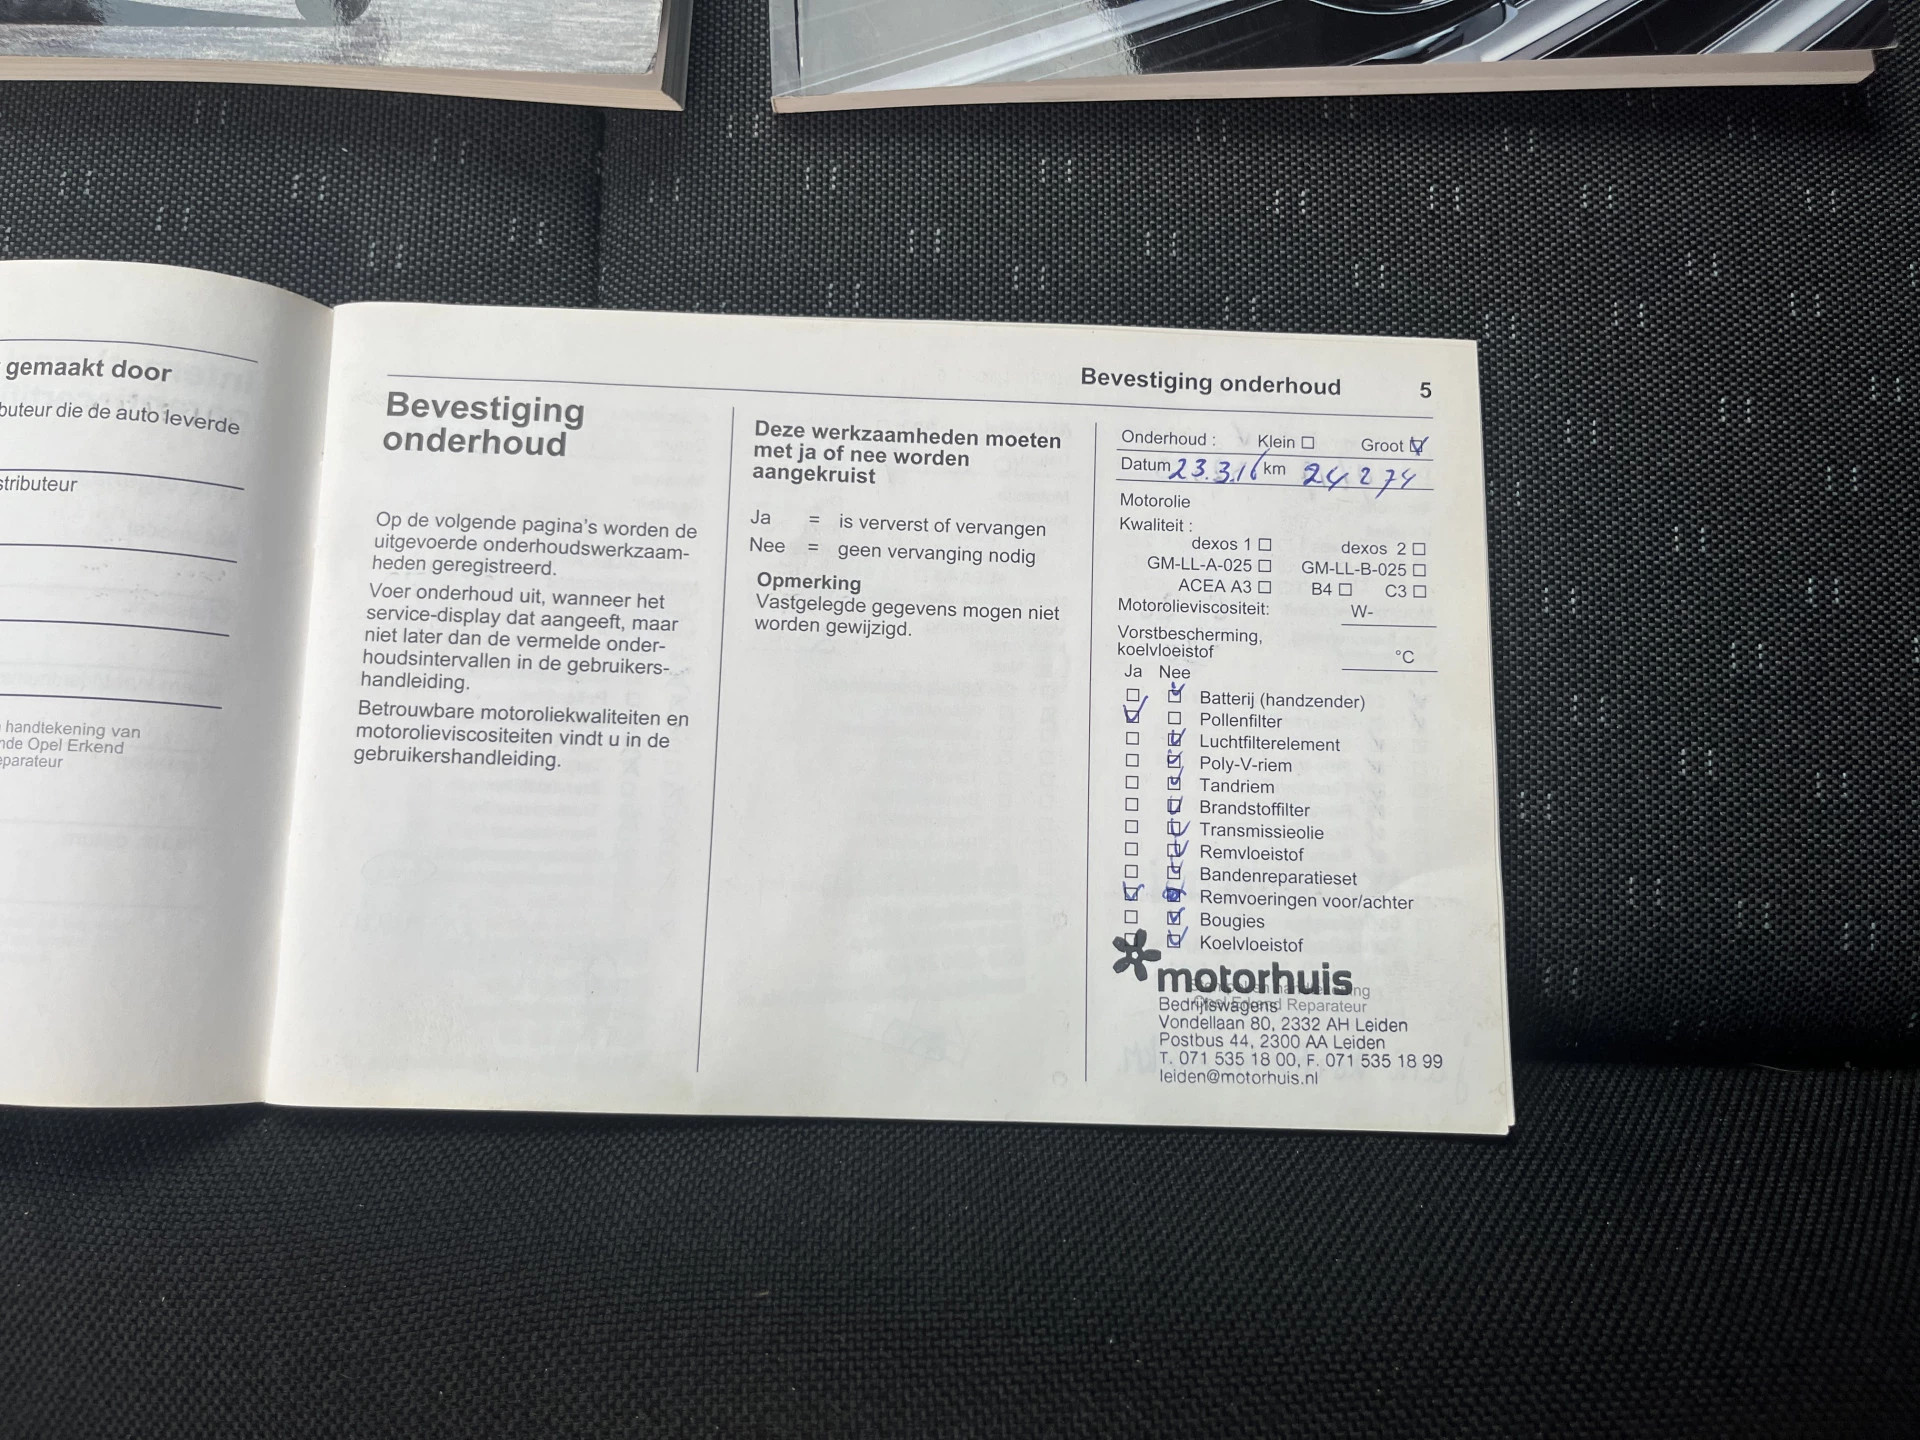 gemaakt door
buteur die de auto leverde
stributeur
handtekening van
nde Opel Erkend
eparateur
Bevestiging onderhoud 5
Bevestiging
onderhoud
Op de volgende pagina's worden de
uitgevoerde onderhoudswerkzaam-
heden geregistreerd.
Voer onderhoud uit, wanneer het
service-display dat aangeeft, maar
niet later dan de vermelde onder-
houdsintervallen in de gebruikers-
handleiding.
Betrouwbare motoroliekwaliteiten en
motorolieviscositeiten vindt u in de
gebruikershandleiding.
Deze werkzaamheden moeten
met ja of nee worden
aangekruist
Ja = is ververst of vervangen
Nee = geen vervanging nodig
Opmerking
Vastgelegde gegevens mogen niet
worden gewijzigd.
Onderhoud : Klein Groot
Datum 23.3.16 km 24 274
Motorolie
Kwaliteit :
dexos 1 dexos 2
GM-LL-A-025 GM-LL-B-025
ACEA A3 B4 C3
Motorolieviscositeit: W-
Vorstbescherming,
koelvloeistof °C
Ja Nee
Batterij (handzender)
Pollenfilter
Luchtfilterelement
Poly-V-riem
Tandriem
Brandstoffilter
Transmissieolie
Remvloeistof
Bandenreparatieset
Remvoeringen voor/achter
Bougies
Koelvloeistof
motorhuis
Bedrijfswagens Reparateur
Vondellaan 80, 2332 AH Leiden
Postbus 44, 2300 AA Leiden
T. 071 535 18 00, F. 071 535 18 99
leiden@motorhuis.nl